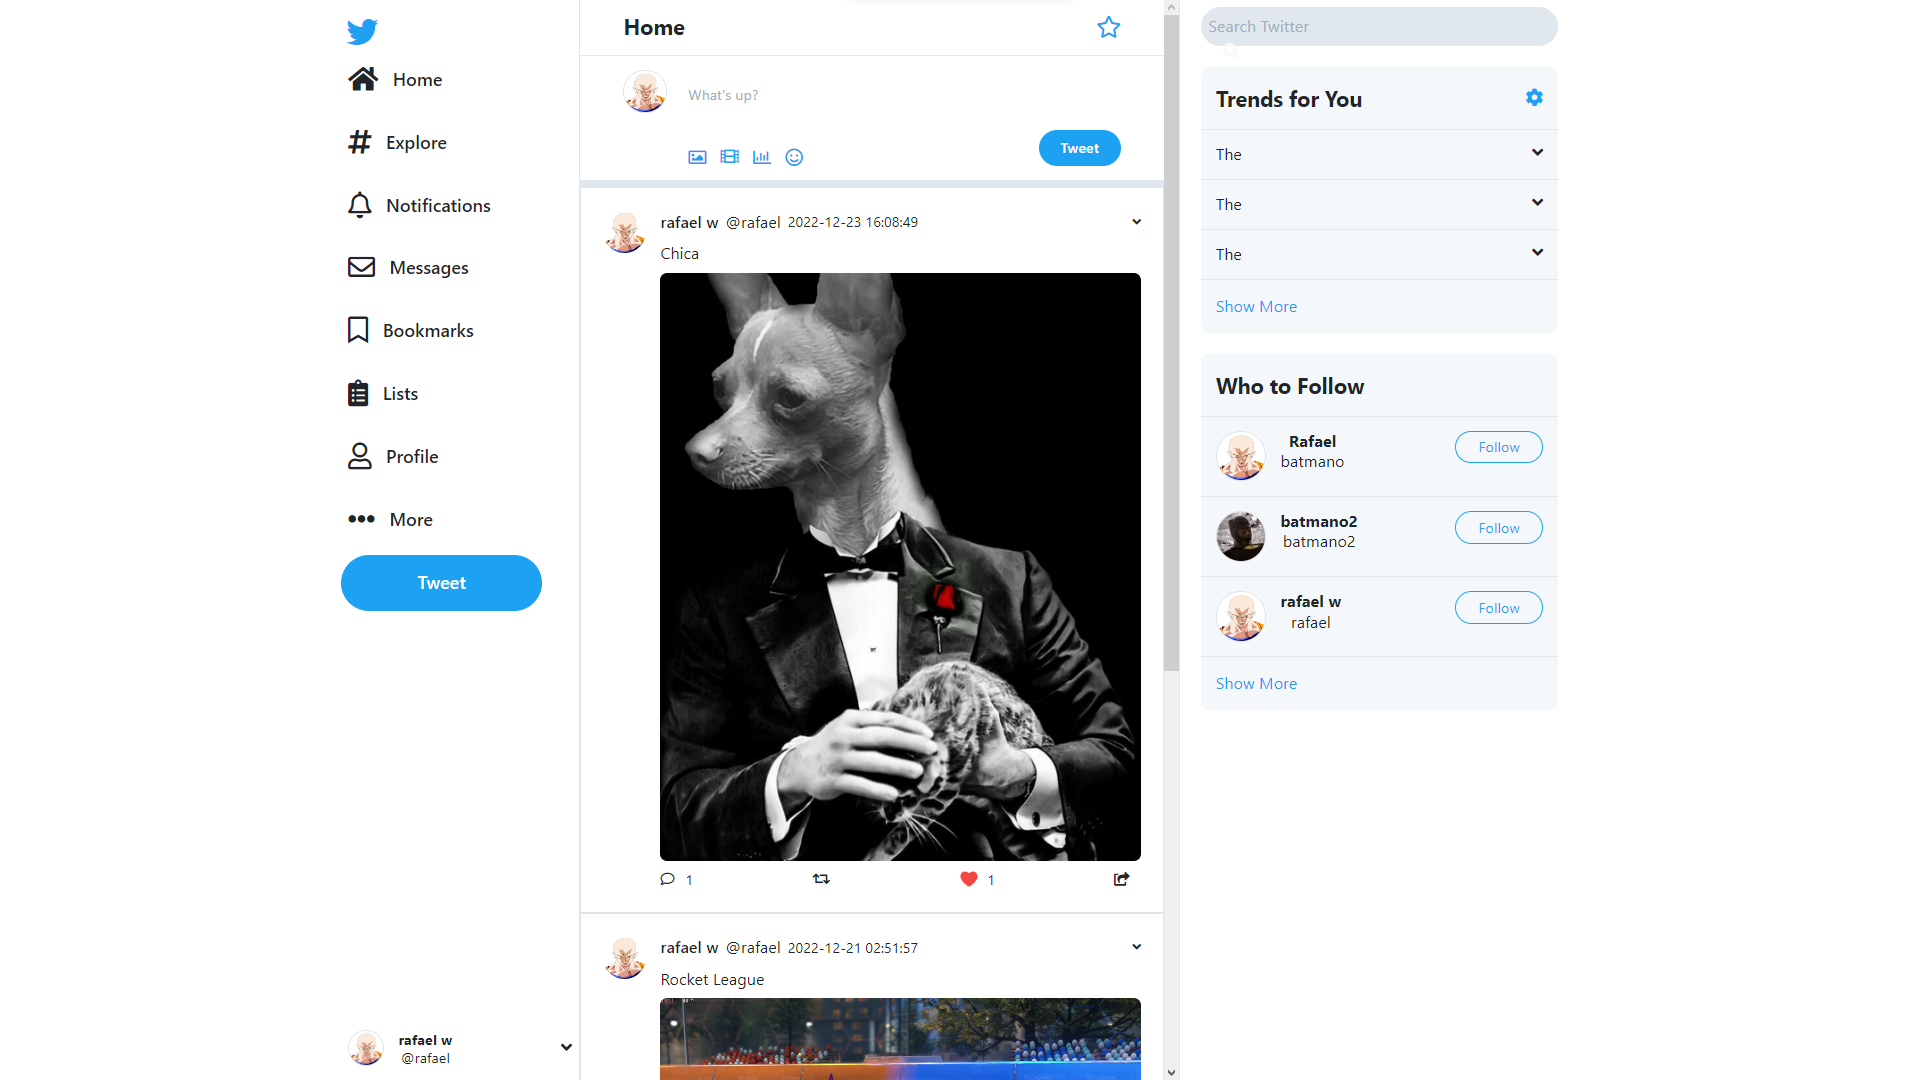 Home
Explore
Notifications
Messages
Bookmarks
Lists
Profile
More
Tweet
rafael w
@rafael
Home
What's up?
Tweet
rafael w @rafael 2022-12-23 16:08:49
Chica
1
1
rafael w @rafael 2022-12-21 02:51:57
Rocket League
Search Twitter
Trends for You
The
The
The
Show More
Who to Follow
Rafael
batmano
Follow
batmano2
batmano2
Follow
rafael w
rafael
Follow
Show More